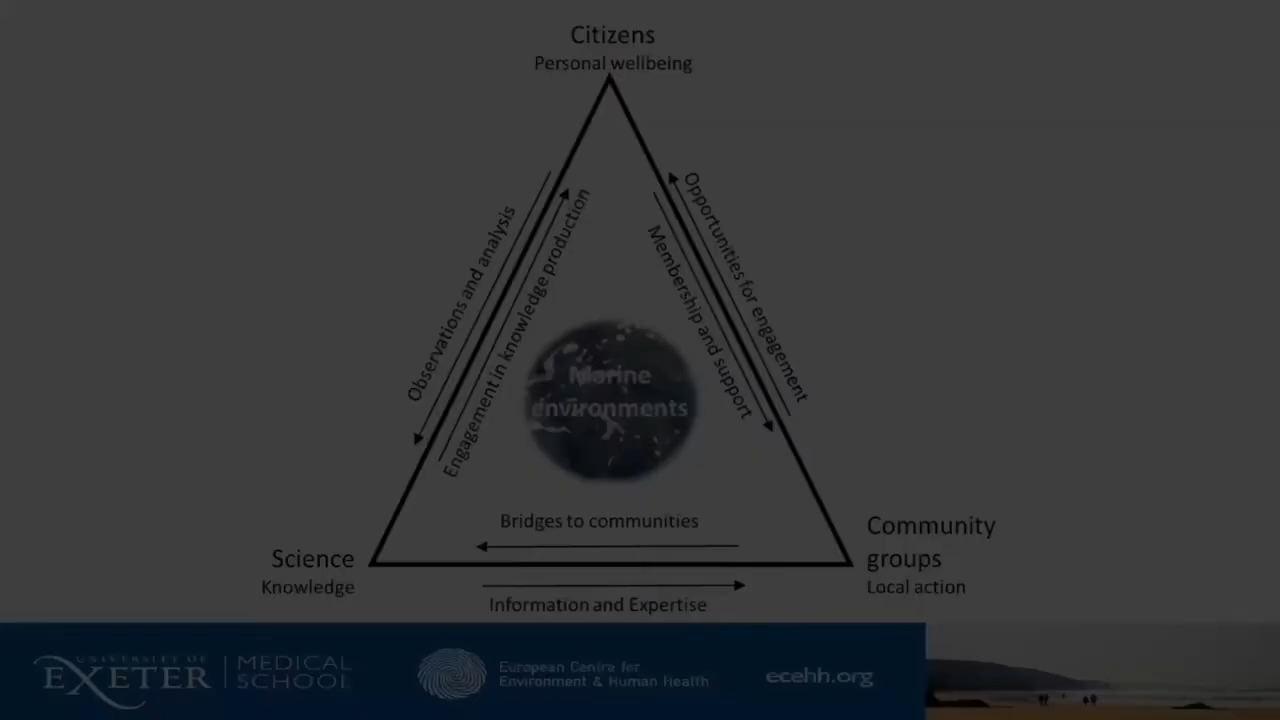 Citizens
Personal wellbeing
Observations and analysis
Engagement in knowledge production
Opportunities for engagement
Membership and support
Marine
environments
Bridges to communities
Science
Knowledge
Community
groups
Local action
Information and Expertise
UNIVERSITY OF
EXETER
MEDICAL
SCHOOL
European Centre for
Environment & Human Health
ecehh.org